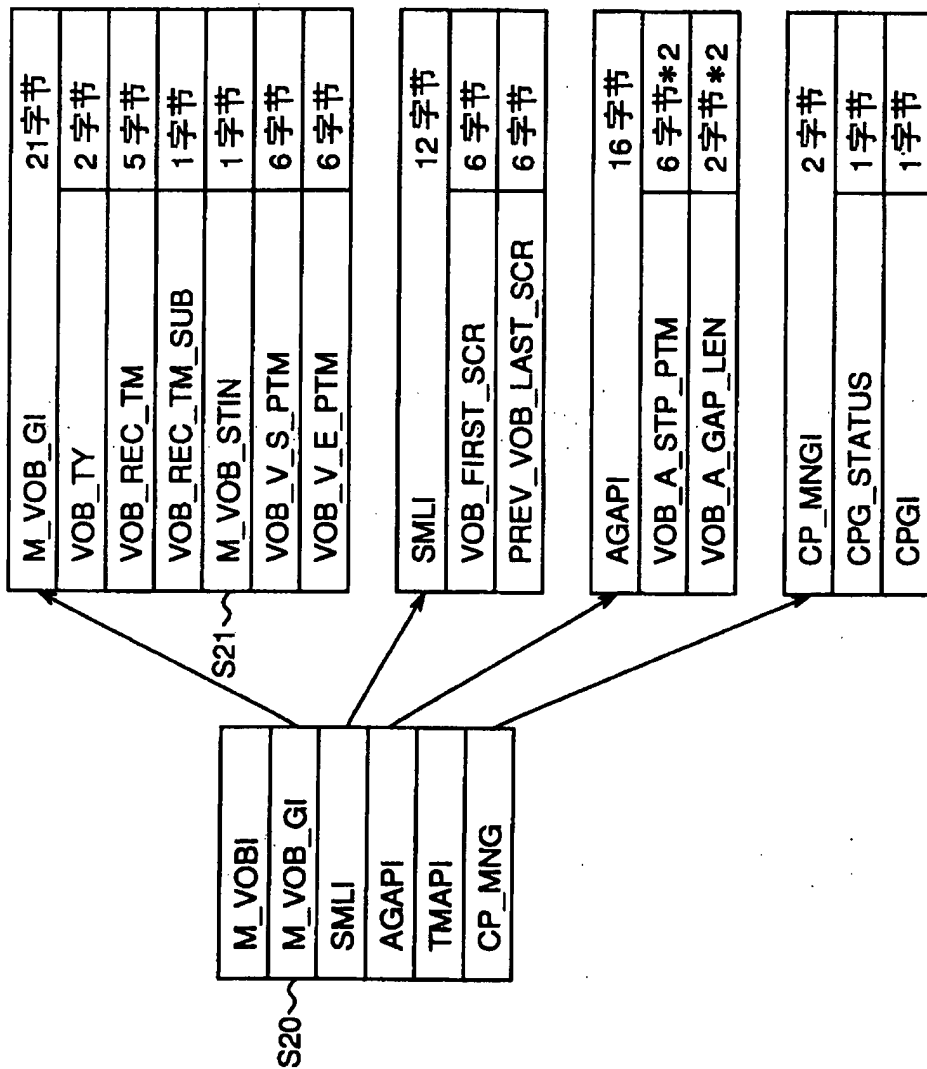 S20
M_VOBI
M_VOB_GI
SMLI
AGAPI
TMAPI
CP_MNG
S21
M_VOB_GI 21字节
VOB_TY 2字节
VOB_REC_TM 5字节
VOB_REC_TM_SUB 1字节
M_VOB_STIN 1字节
VOB_V_S_PTM 6字节
VOB_V_E_PTM 6字节
SMLI 12字节
VOB_FIRST_SCR 6字节
PREV_VOB_LAST_SCR 6字节
AGAPI 16字节
VOB_A_STP_PTM 6字节*2
VOB_A_GAP_LEN 2字节*2
CP_MNGI 2字节
CPG_STATUS 1字节
CPGI 1字节